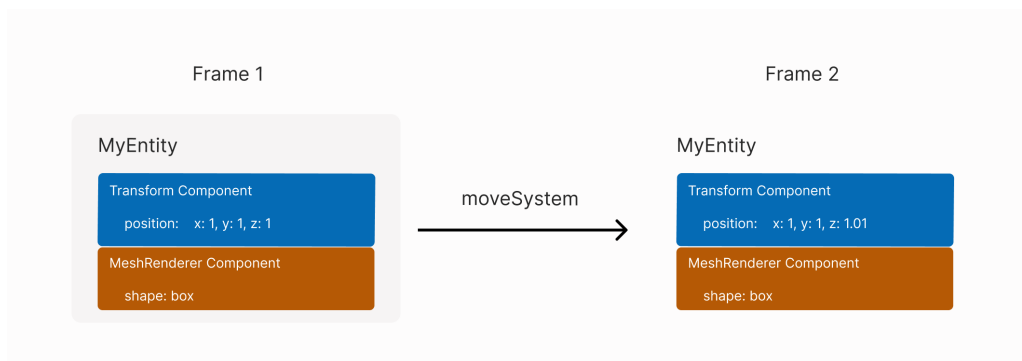 Frame 1
MyEntity
Transform Component
position: x: 1, y: 1, z: 1
MeshRenderer Component
shape: box
moveSystem
Frame 2
MyEntity
Transform Component
position: x: 1, y: 1, z: 1.01
MeshRenderer Component
shape: box